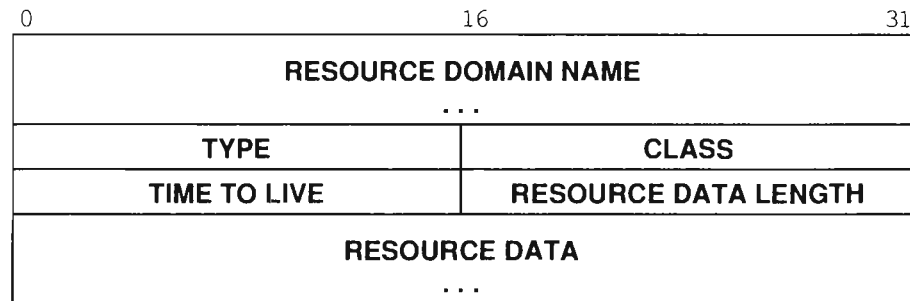 0 16 31
RESOURCE DOMAIN NAME
. . .
TYPE CLASS
TIME TO LIVE RESOURCE DATA LENGTH
RESOURCE DATA
. . .